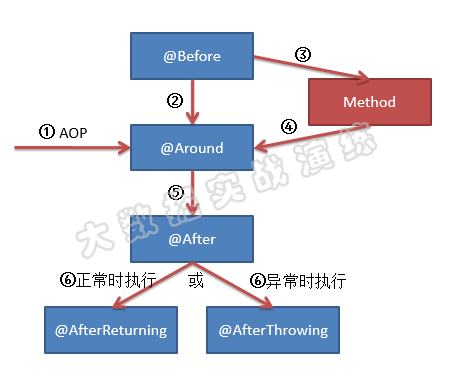 @Before
③
②
Method
① AOP
④
@Around
⑤
@After
⑥正常时执行 或 ⑥异常时执行
@AfterReturning
@AfterThrowing
大数据实战演练